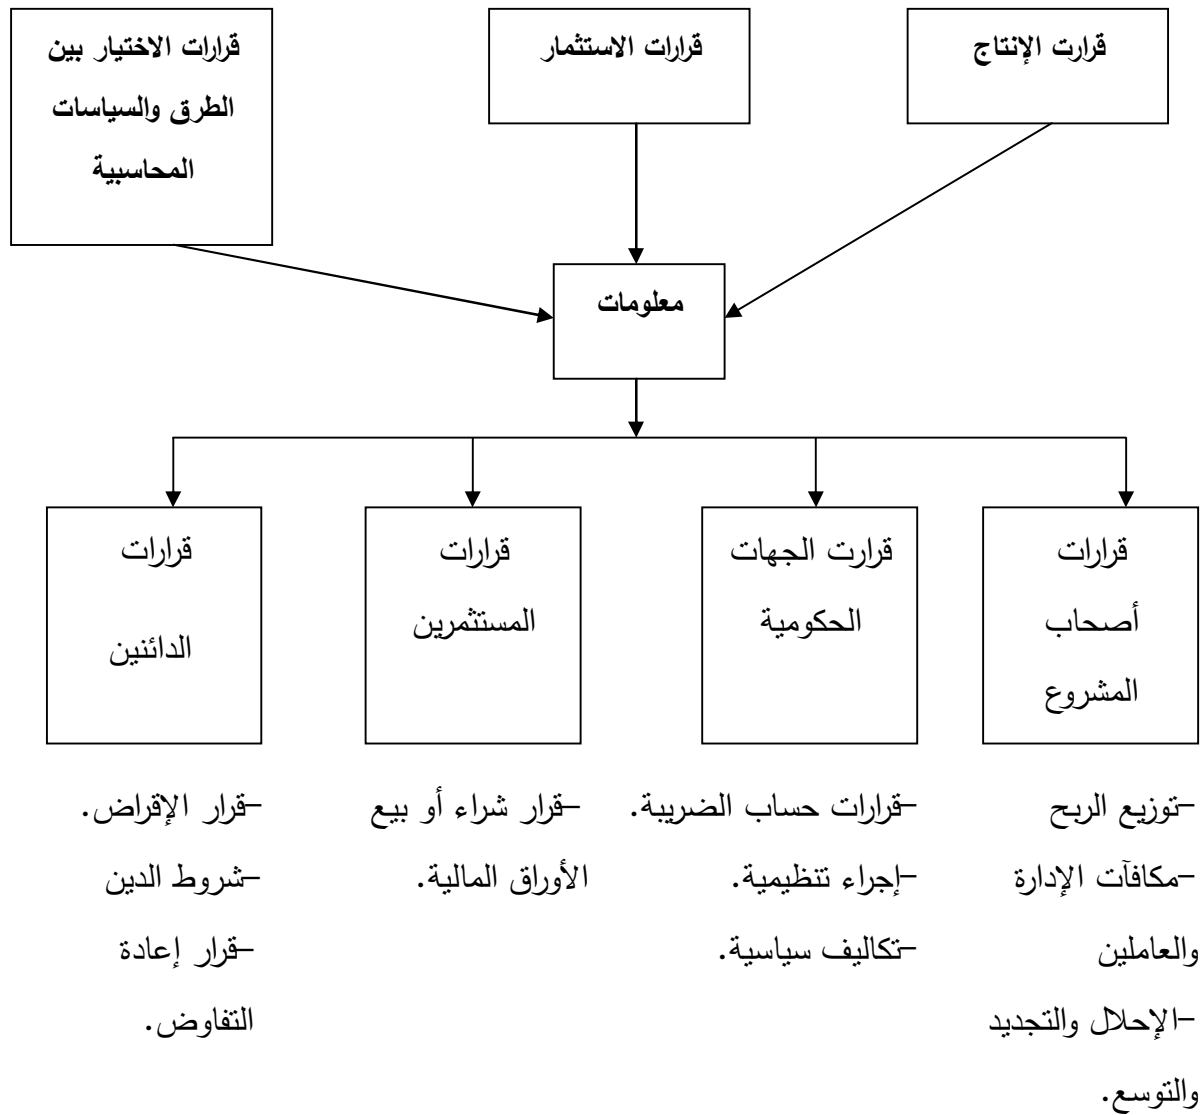 قرارت الإنتاج
قرارات الاستثمار
قرارات الاختيار بين
الطرق والسياسات
المحاسبية
معلومات
قرارات
أصحاب
المشروع
قرارت الجهات
الحكومية
قرارات
المستثمرين
قرارات
الدائنين
-توزيع الربح
-مكافآت الإدارة
والعاملين
-الإحلال والتجديد
والتوسع.
-قرارات حساب الضريبة.
-إجراء تنظيمية.
-تكاليف سياسية.
-قرار شراء أو بيع
الأوراق المالية.
-قرار الإقراض.
-شروط الدين
-قرار إعادة
التفاوض.